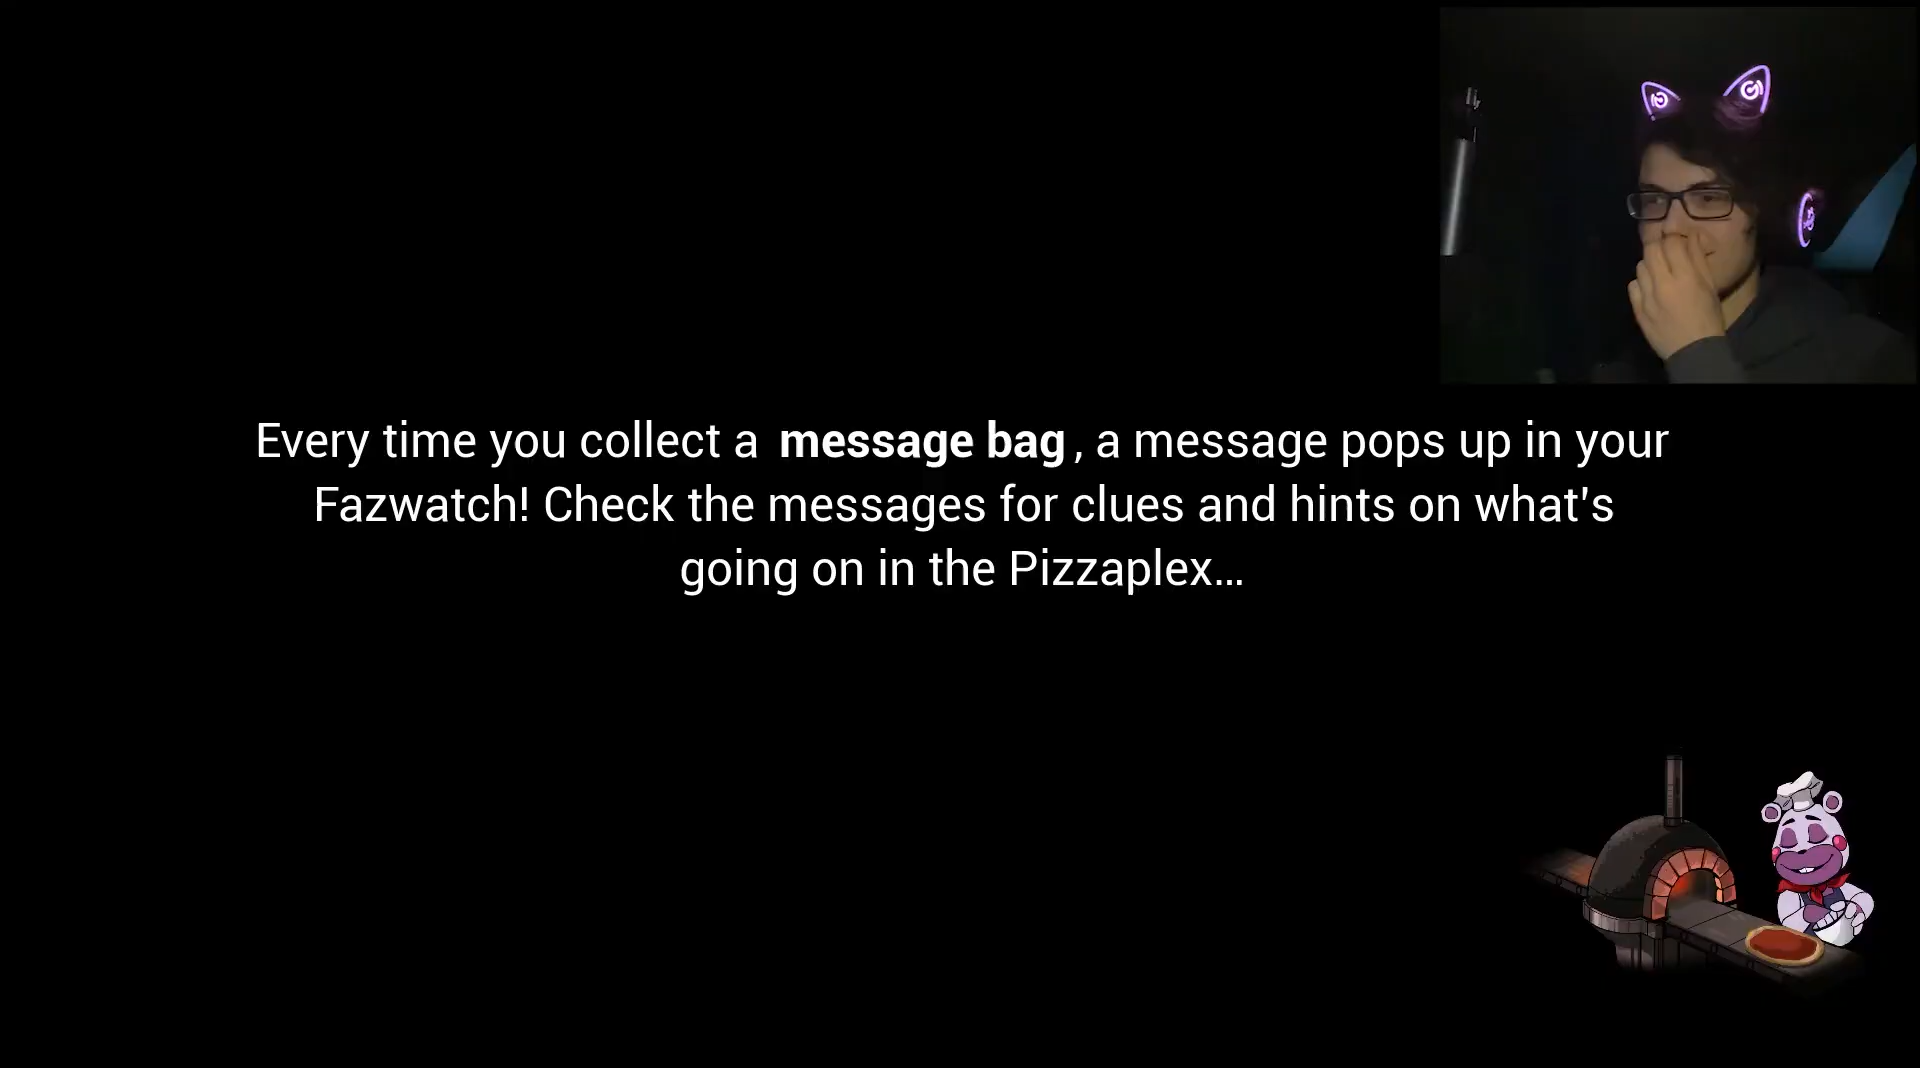 Every time you collect a message bag, a message pops up in your
Fazwatch! Check the messages for clues and hints on what's
going on in the Pizzaplex...